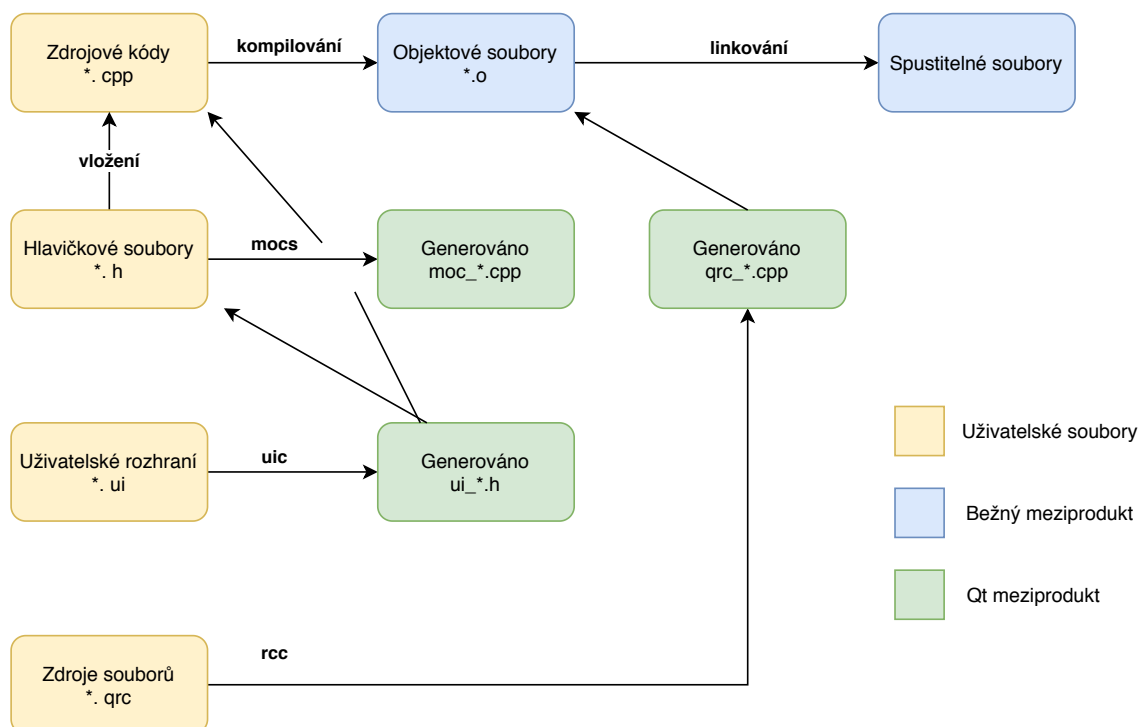 Zdrojové kódy
*. cpp
kompilování
Objektové soubory
*.o
linkování
Spustitelné soubory
vložení
Hlavičkové soubory
*. h
mocs
Generováno
moc_*.cpp
Generováno
qrc_*.cpp
Uživatelské rozhraní
*. ui
uic
Generováno
ui_*.h
Uživatelské soubory
Bežný meziprodukt
Qt meziprodukt
Zdroje souborů
*. qrc
rcc